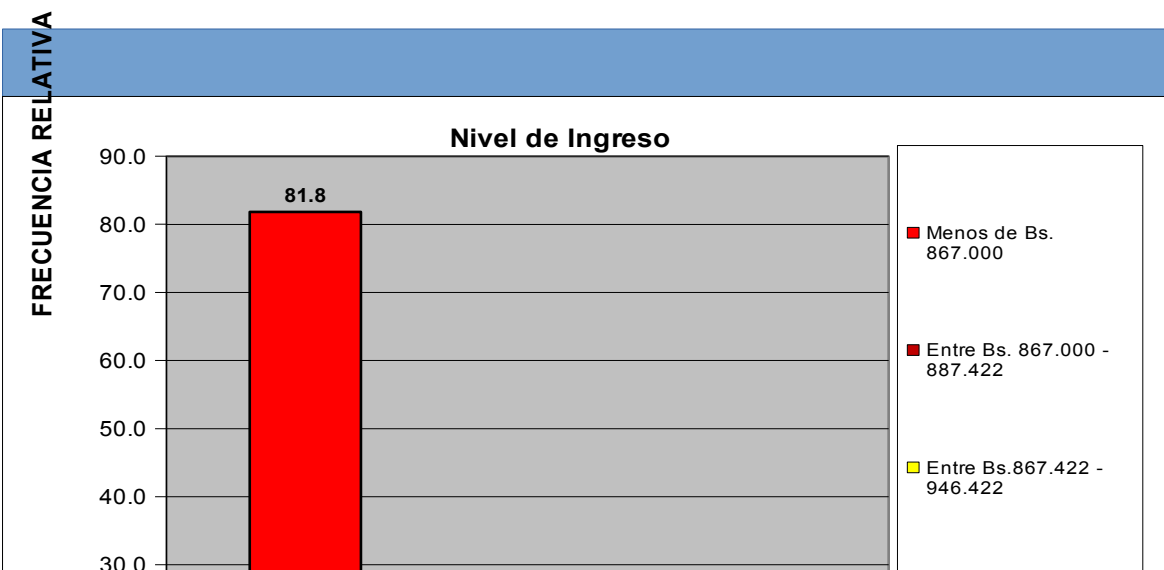 FRECUENCIA RELATIVA
Nivel de Ingreso
90.0
81.8
80.0
70.0
60.0
50.0
40.0
30.0
Menos de Bs.
867.000
Entre Bs. 867.000 -
887.422
Entre Bs.867.422 -
946.422